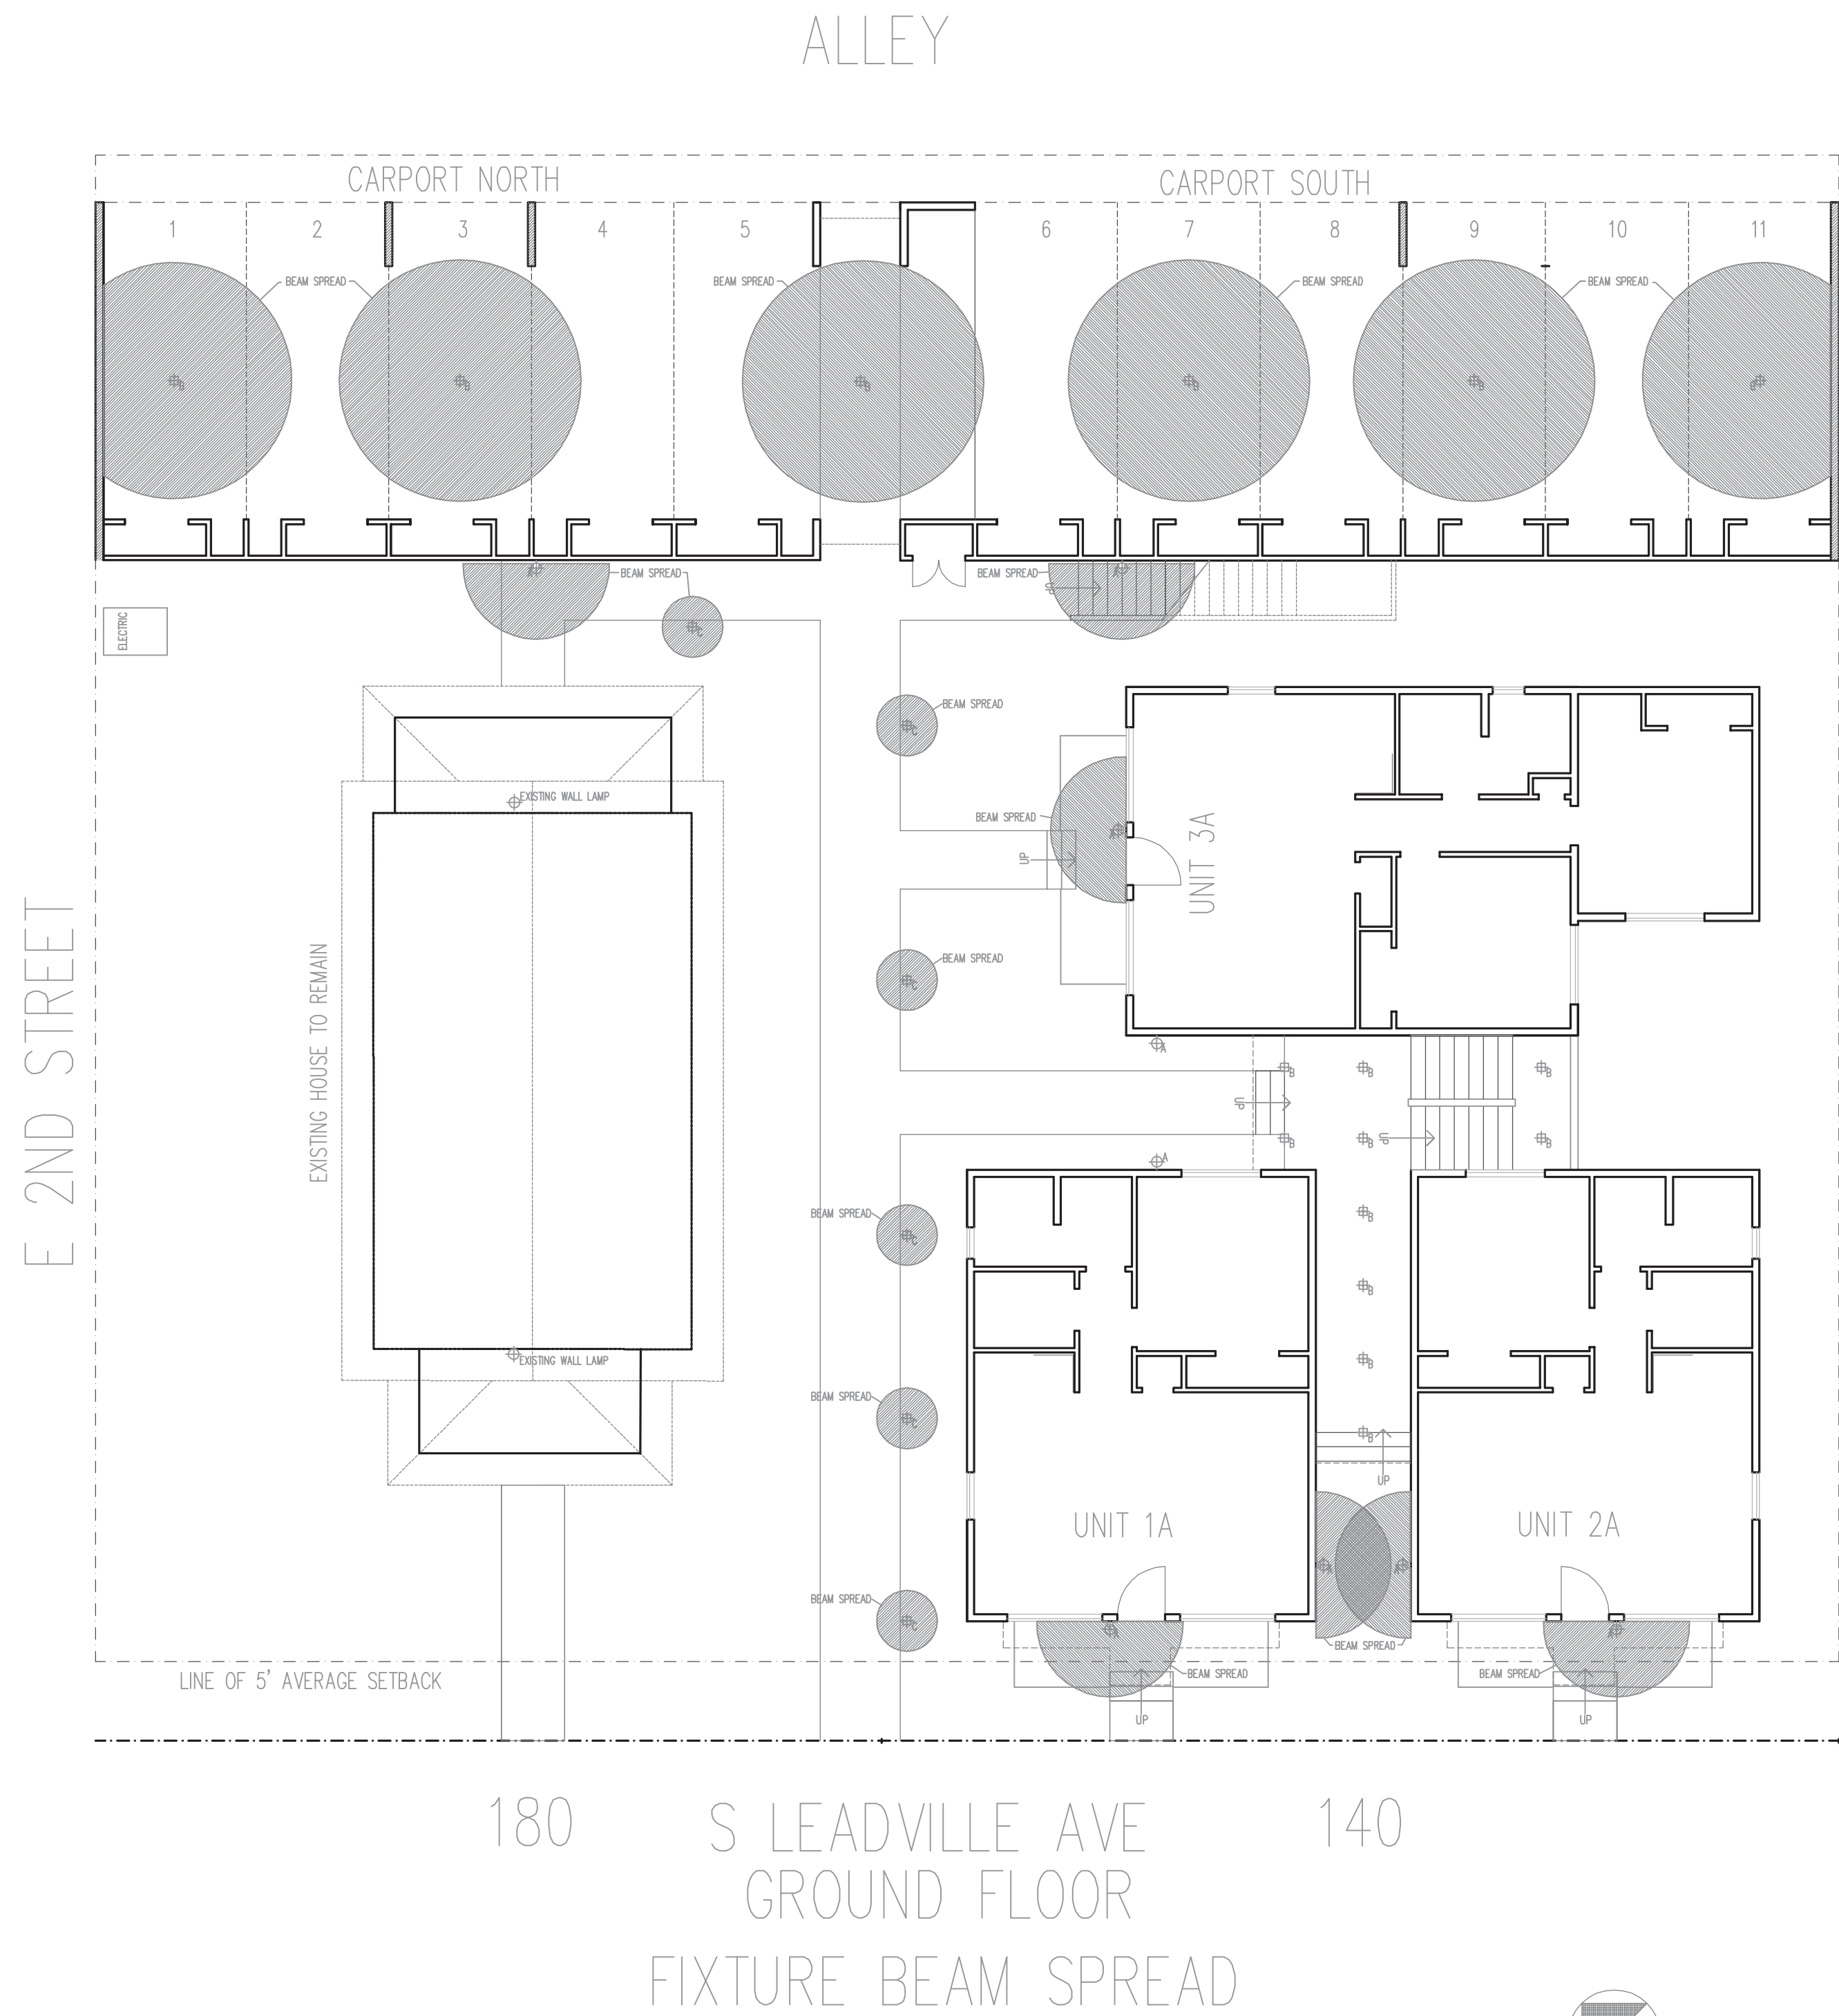 ALLEY
CARPORT NORTH
CARPORT SOUTH
1
2
3
4
5
6
7
8
9
10
11
BEAM SPREAD
BEAM SPREAD
BEAM SPREAD
BEAM SPREAD
B
B
B
B
B
B
A
BEAM SPREAD
C
BEAM SPREAD
A
UP
ELECTRIC
C
BEAM SPREAD
EXISTING WALL LAMP
BEAM SPREAD
A
UP
UNIT 3A
E 2ND STREET
EXISTING HOUSE TO REMAIN
C
BEAM SPREAD
A
B
B
B
UP
B
B
UP
B
A
BEAM SPREAD
C
B
B
EXISTING WALL LAMP
B
BEAM SPREAD
C
B
UP
UNIT 1A
UNIT 2A
A
A
BEAM SPREAD
C
A
A
BEAM SPREAD
BEAM SPREAD
BEAM SPREAD
LINE OF 5' AVERAGE SETBACK
UP
UP
180
S LEADVILLE AVE
140
GROUND FLOOR
FIXTURE BEAM SPREAD